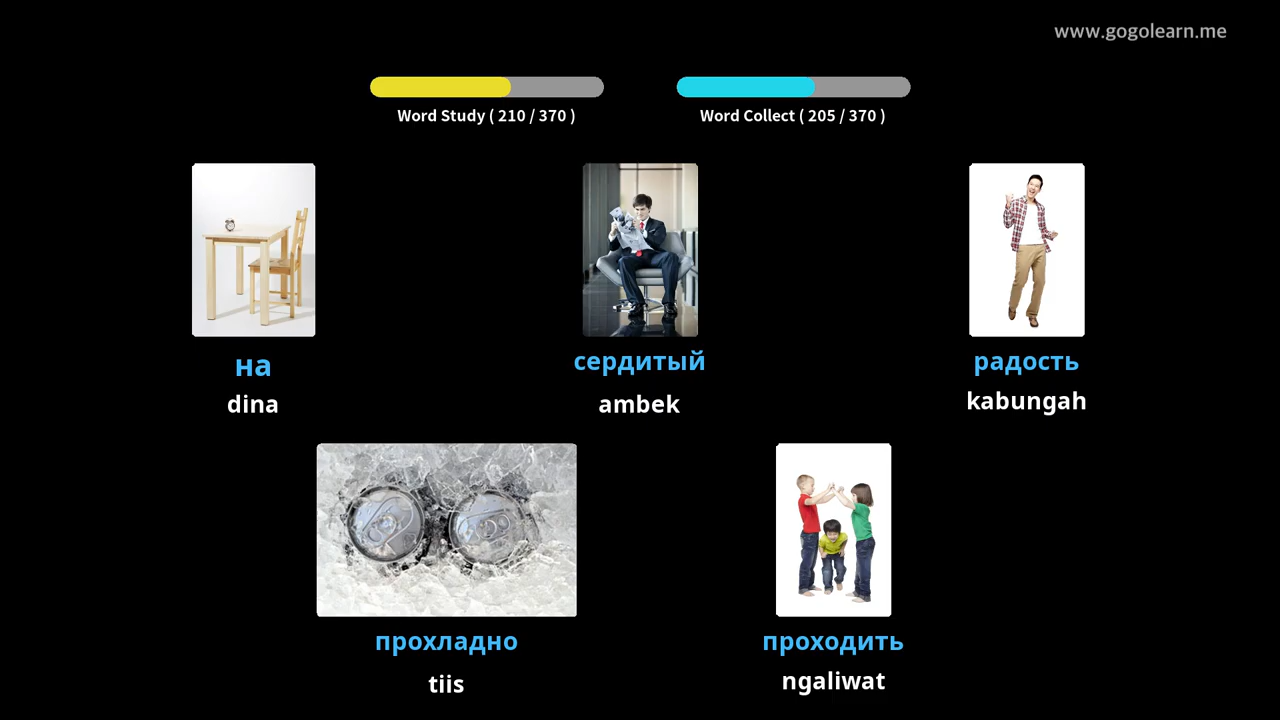 www.gogolearn.me
Word Study ( 210 / 370 )
Word Collect ( 205 / 370 )
на
dina
сердитый
ambek
радость
kabungah
прохладно
tiis
проходить
ngaliwat